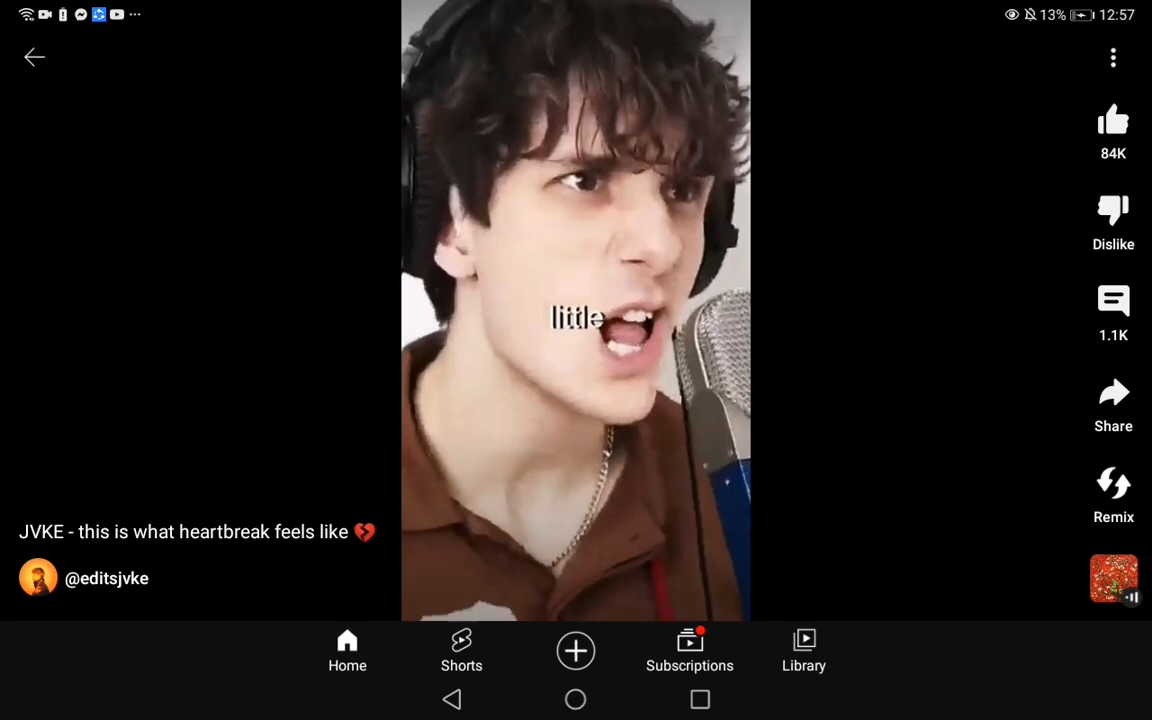 13% 12:57
84K
Dislike
little
1.1K
Share
Remix
JVKE - this is what heartbreak feels like 💔
@editsjvke
Home Shorts Subscriptions Library